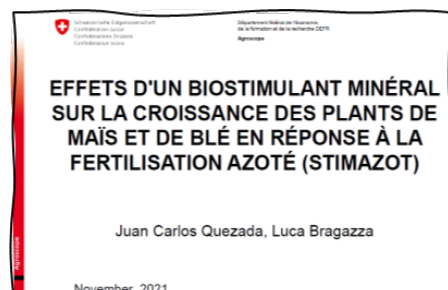 Schweizerische Eidgenossenschaft
Confédération suisse
Confederazione Svizzera
Confederaziun svizra
Département fédéral de l'économie,
de la formation et de la recherche DEFR
Agroscope
EFFETS D'UN BIOSTIMULANT MINÉRAL
SUR LA CROISSANCE DES PLANTS DE
MAÏS ET DE BLÉ EN RÉPONSE À LA
FERTILISATION AZOTÉ (STIMAZOT)
Juan Carlos Quezada, Luca Bragazza
Agroscope
November, 2021